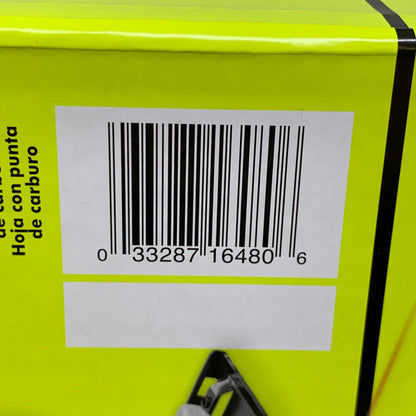 Hoja con punta
de carburo
0 33287 16480 6